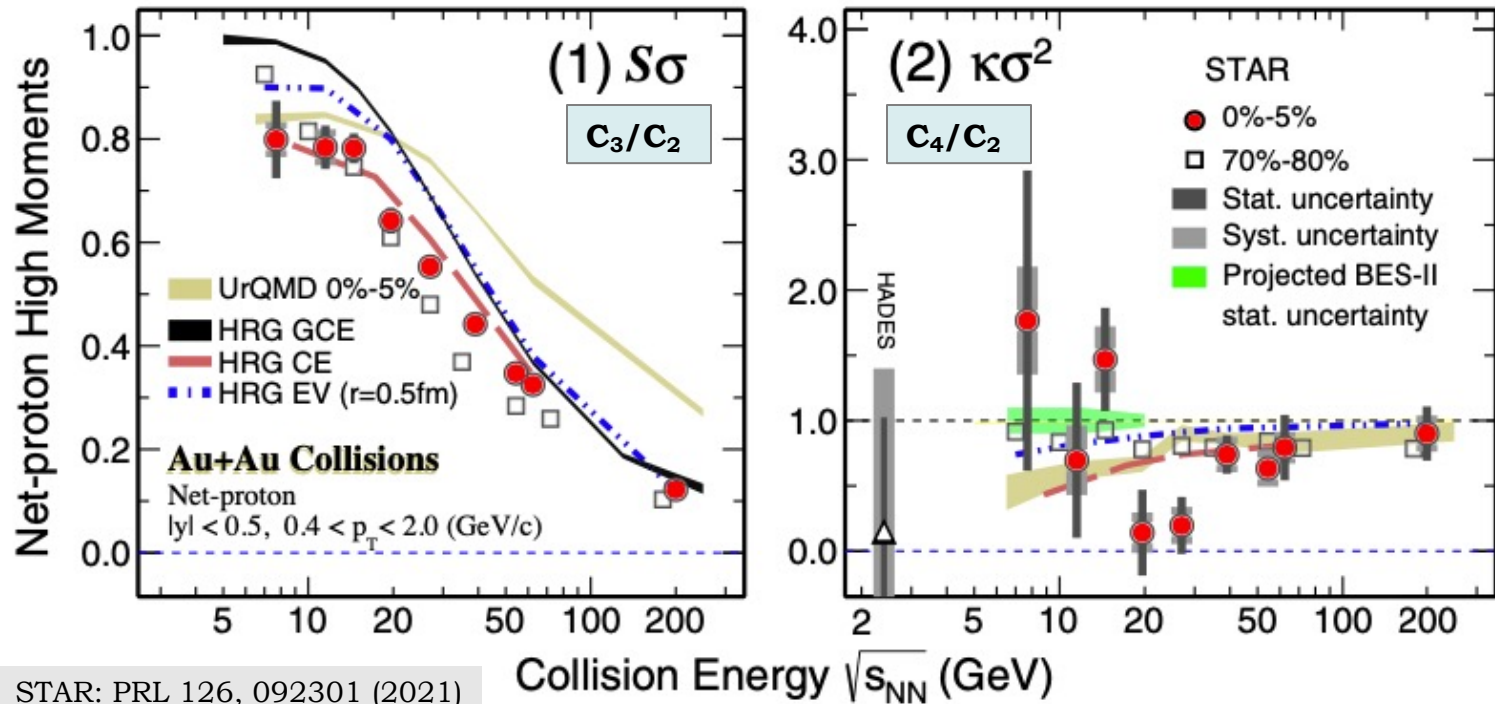 Net-proton High Moments
1.0
0.8
0.6
0.4
0.2
0.0
(1) Sσ
C₃/C₂
UrQMD 0%-5%
HRG GCE
HRG CE
HRG EV (r=0.5fm)
Au+Au Collisions
Net-proton
|y| < 0.5, 0.4 < p_T < 2.0 (GeV/c)
5 10 20 50 100 200
4.0
3.0
2.0
1.0
0.0
(2) κσ²
C₄/C₂
STAR
0%-5%
70%-80%
Stat. uncertainty
Syst. uncertainty
Projected BES-II
stat. uncertainty
HADES
2 5 10 20 50 100 200
Collision Energy √s_NN (GeV)
STAR: PRL 126, 092301 (2021)